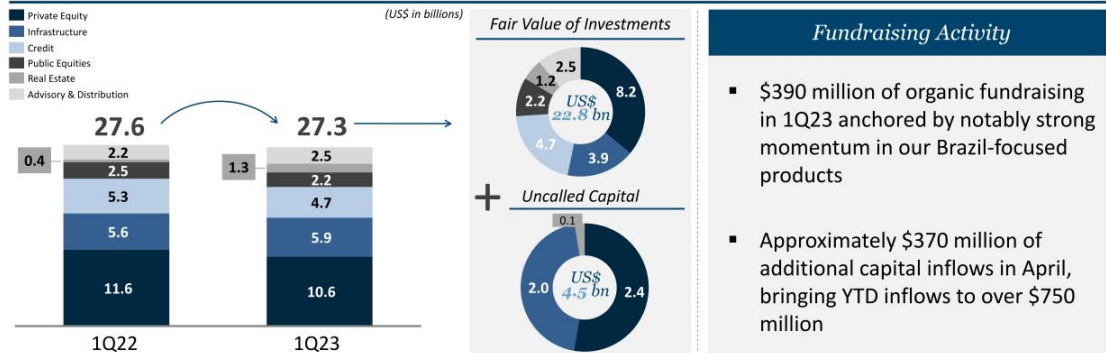 (US$ in billions)
Private Equity
Infrastructure
Credit
Public Equities
Real Estate
Advisory & Distribution
27.6
27.3
0.4
2.2
2.5
5.3
5.6
11.6
1.3
2.5
2.2
4.7
5.9
10.6
1Q22
1Q23
Fair Value of Investments
2.5
1.2
8.2
2.2
US$
22.8 bn
4.7
3.9
+
Uncalled Capital
0.1
US$
4.5 bn
2.0
2.4
Fundraising Activity
▪ $390 million of organic fundraising
in 1Q23 anchored by notably strong
momentum in our Brazil-focused
products
▪ Approximately $370 million of
additional capital inflows in April,
bringing YTD inflows to over $750
million